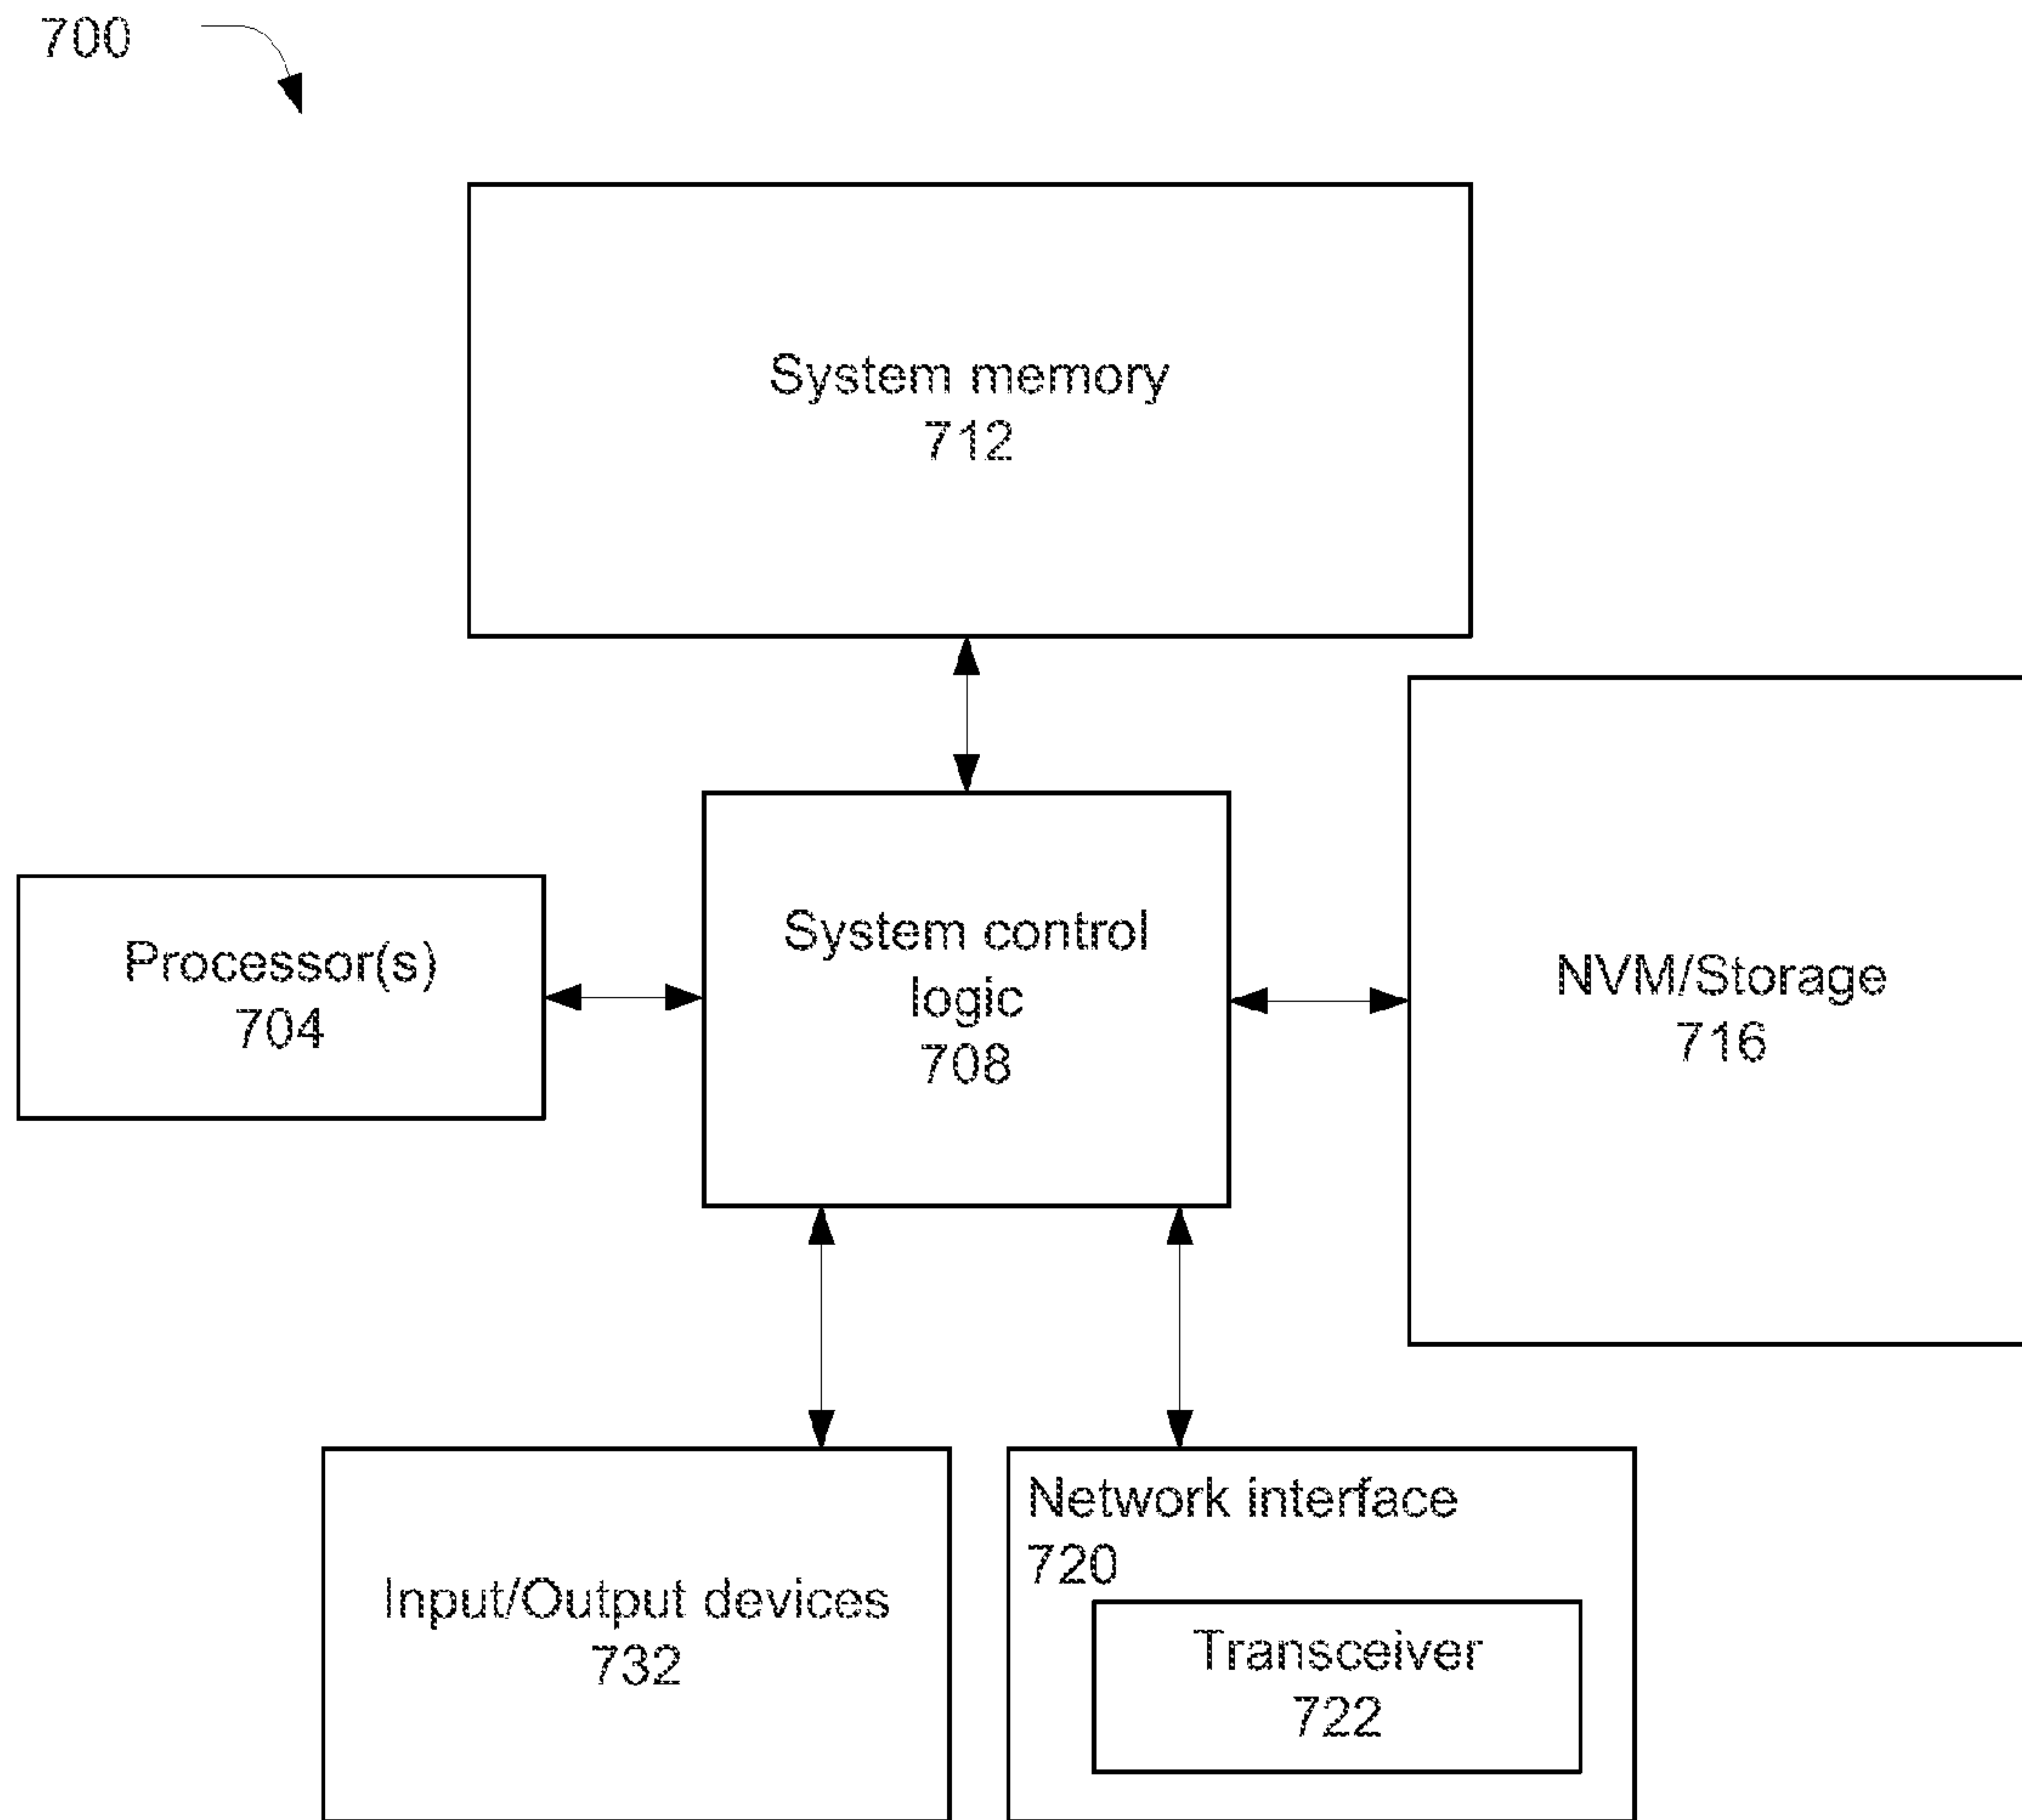 700
System memory
712
Processor(s)
704
System control
logic
708
NVM/Storage
716
Input/Output devices
732
Network interface
720
Transceiver
722